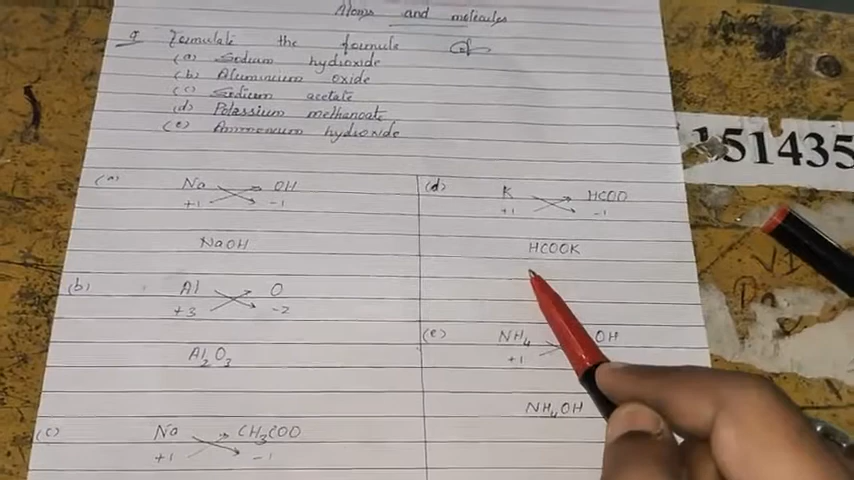 Atoms and molecules
Q Formulate the formula of
(a) Sodium hydroxide
(b) Aluminium oxide
(c) Sodium acetate
(d) Potassium methanoate
(e) Ammonium hydroxide
(a) Na OH
+1 -1
NaOH
(b) Al O
+3 -2
Al2O3
(c) Na CH3COO
+1 -1
(d) K HCOO
+1 -1
HCOOK
(e) NH4 OH
+1
NH4OH
1514335